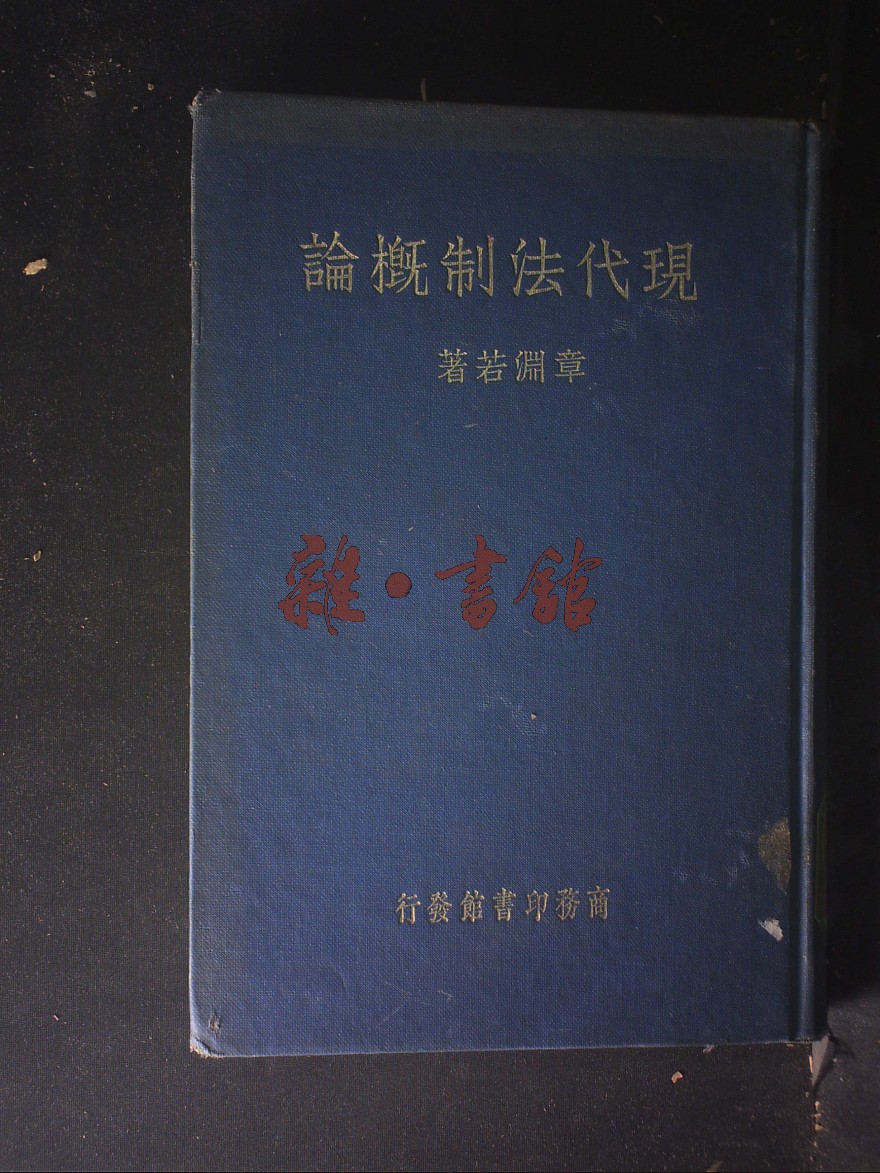 現代法制概論
章淵若著
雜•書館
商務印書館發行